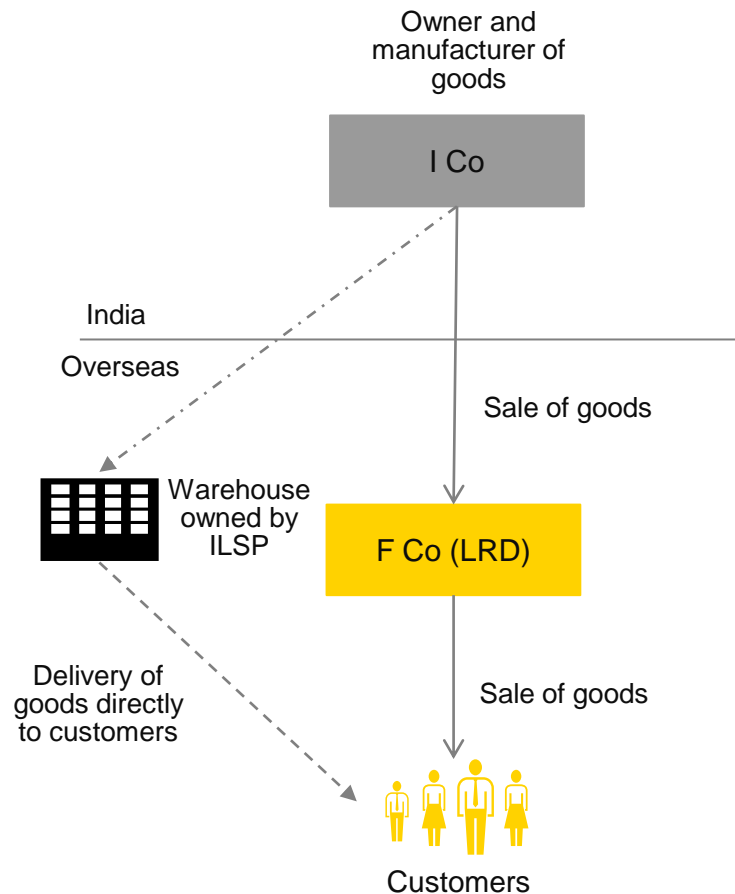 Owner and
manufacturer of
goods
I Co
India
Overseas
Sale of goods
Warehouse
owned by
ILSP
F Co (LRD)
Delivery of
goods directly
to customers
Sale of goods
Customers